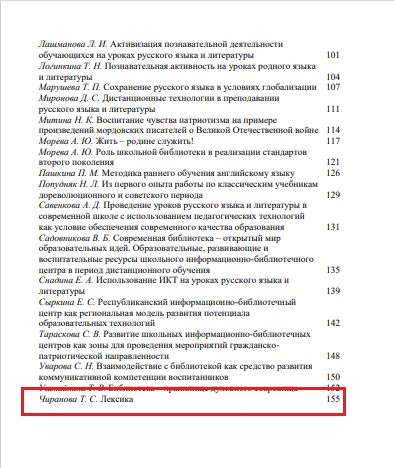 Лашманова Л. И. Активизация познавательной деятельности
обучающихся на уроках русского языка и литературы 101
Логинкина Т. Н. Познавательная активность на уроках родного языка
и литературы 104
Марушева Т. П. Сохранение русского языка в условиях глобализации 107
Миронова Д. С. Дистанционные технологии в преподавании
русского языка и литературы 111
Митина Н. К. Воспитание чувства патриотизма на примере
произведений мордовских писателей о Великой Отечественной войне 114
Морева А. Ю. Жить – родине служить! 117
Морева А. Ю. Роль школьной библиотеки в реализации стандартов
второго поколения 121
Пашкина П. М. Методика раннего обучения английскому языку 126
Попудняк Н. Л. Из первого опыта работы по классическим учебникам
дореволюционного и советского периода 129
Савенкова А. Д. Проведение уроков русского языка и литературы в
современной школе с использованием педагогических технологий
как условие обеспечения современного качества образования 131
Садовникова В. Б. Современная библиотека – открытый мир
образовательных идей. Образовательные, развивающие и
воспитательные ресурсы школьного информационно-библиотечного
центра в период дистанционного обучения 135
Снадина Е. А. Использование ИКТ на уроках русского языка и
литературы 139
Сыркина Е. С. Республиканский информационно-библиотечный
центр как региональная модель развития потенциала
образовательных технологий 142
Тараскова С. В. Развитие школьных информационно-библиотечных
центров как зоны для проведения мероприятий гражданско-
патриотической направленности 148
Уварова С. Н. Взаимодействие с библиотекой как средство развития
коммуникативной компетенции воспитанников 150
Т. В. Библиотека – хранилище духовного сокровища 152
Чиранова Т. С. Лексика 155